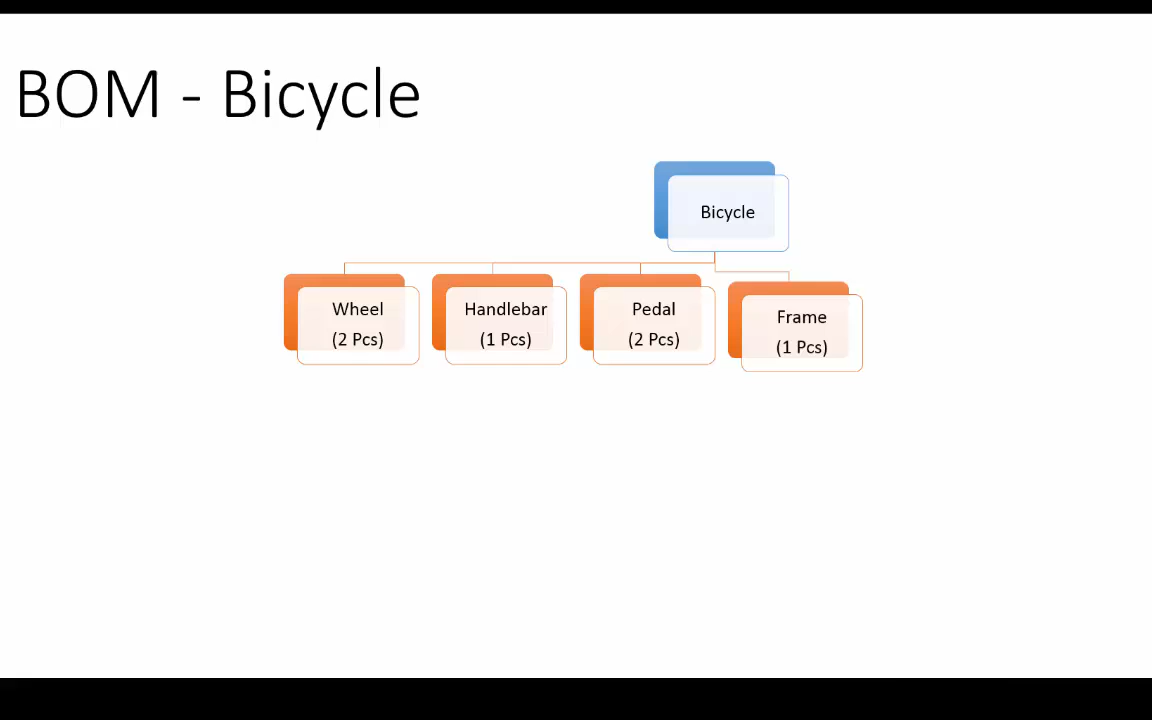 BOM - Bicycle
Bicycle
Wheel
(2 Pcs)
Handlebar
(1 Pcs)
Pedal
(2 Pcs)
Frame
(1 Pcs)